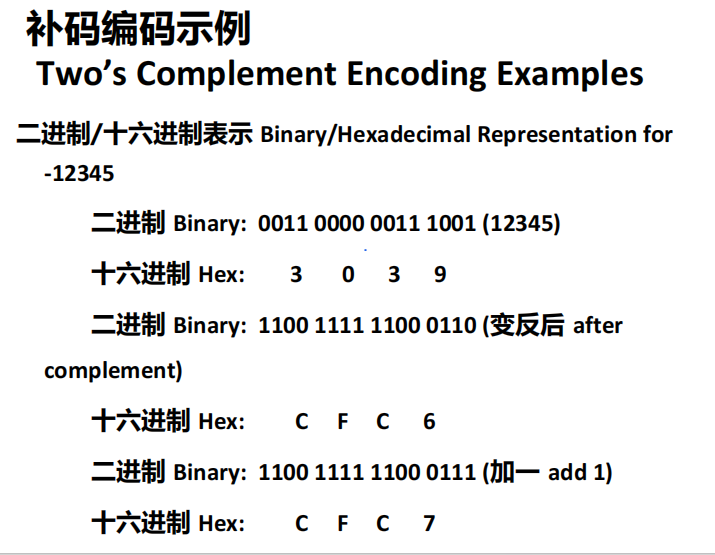 补码编码示例
Two's Complement Encoding Examples
二进制/十六进制表示 Binary/Hexadecimal Representation for
-12345
二进制 Binary: 0011 0000 0011 1001 (12345)
十六进制 Hex: 3 0 3 9
二进制 Binary: 1100 1111 1100 0110 (变反后 after
complement)
十六进制 Hex: C F C 6
二进制 Binary: 1100 1111 1100 0111 (加一 add 1)
十六进制 Hex: C F C 7